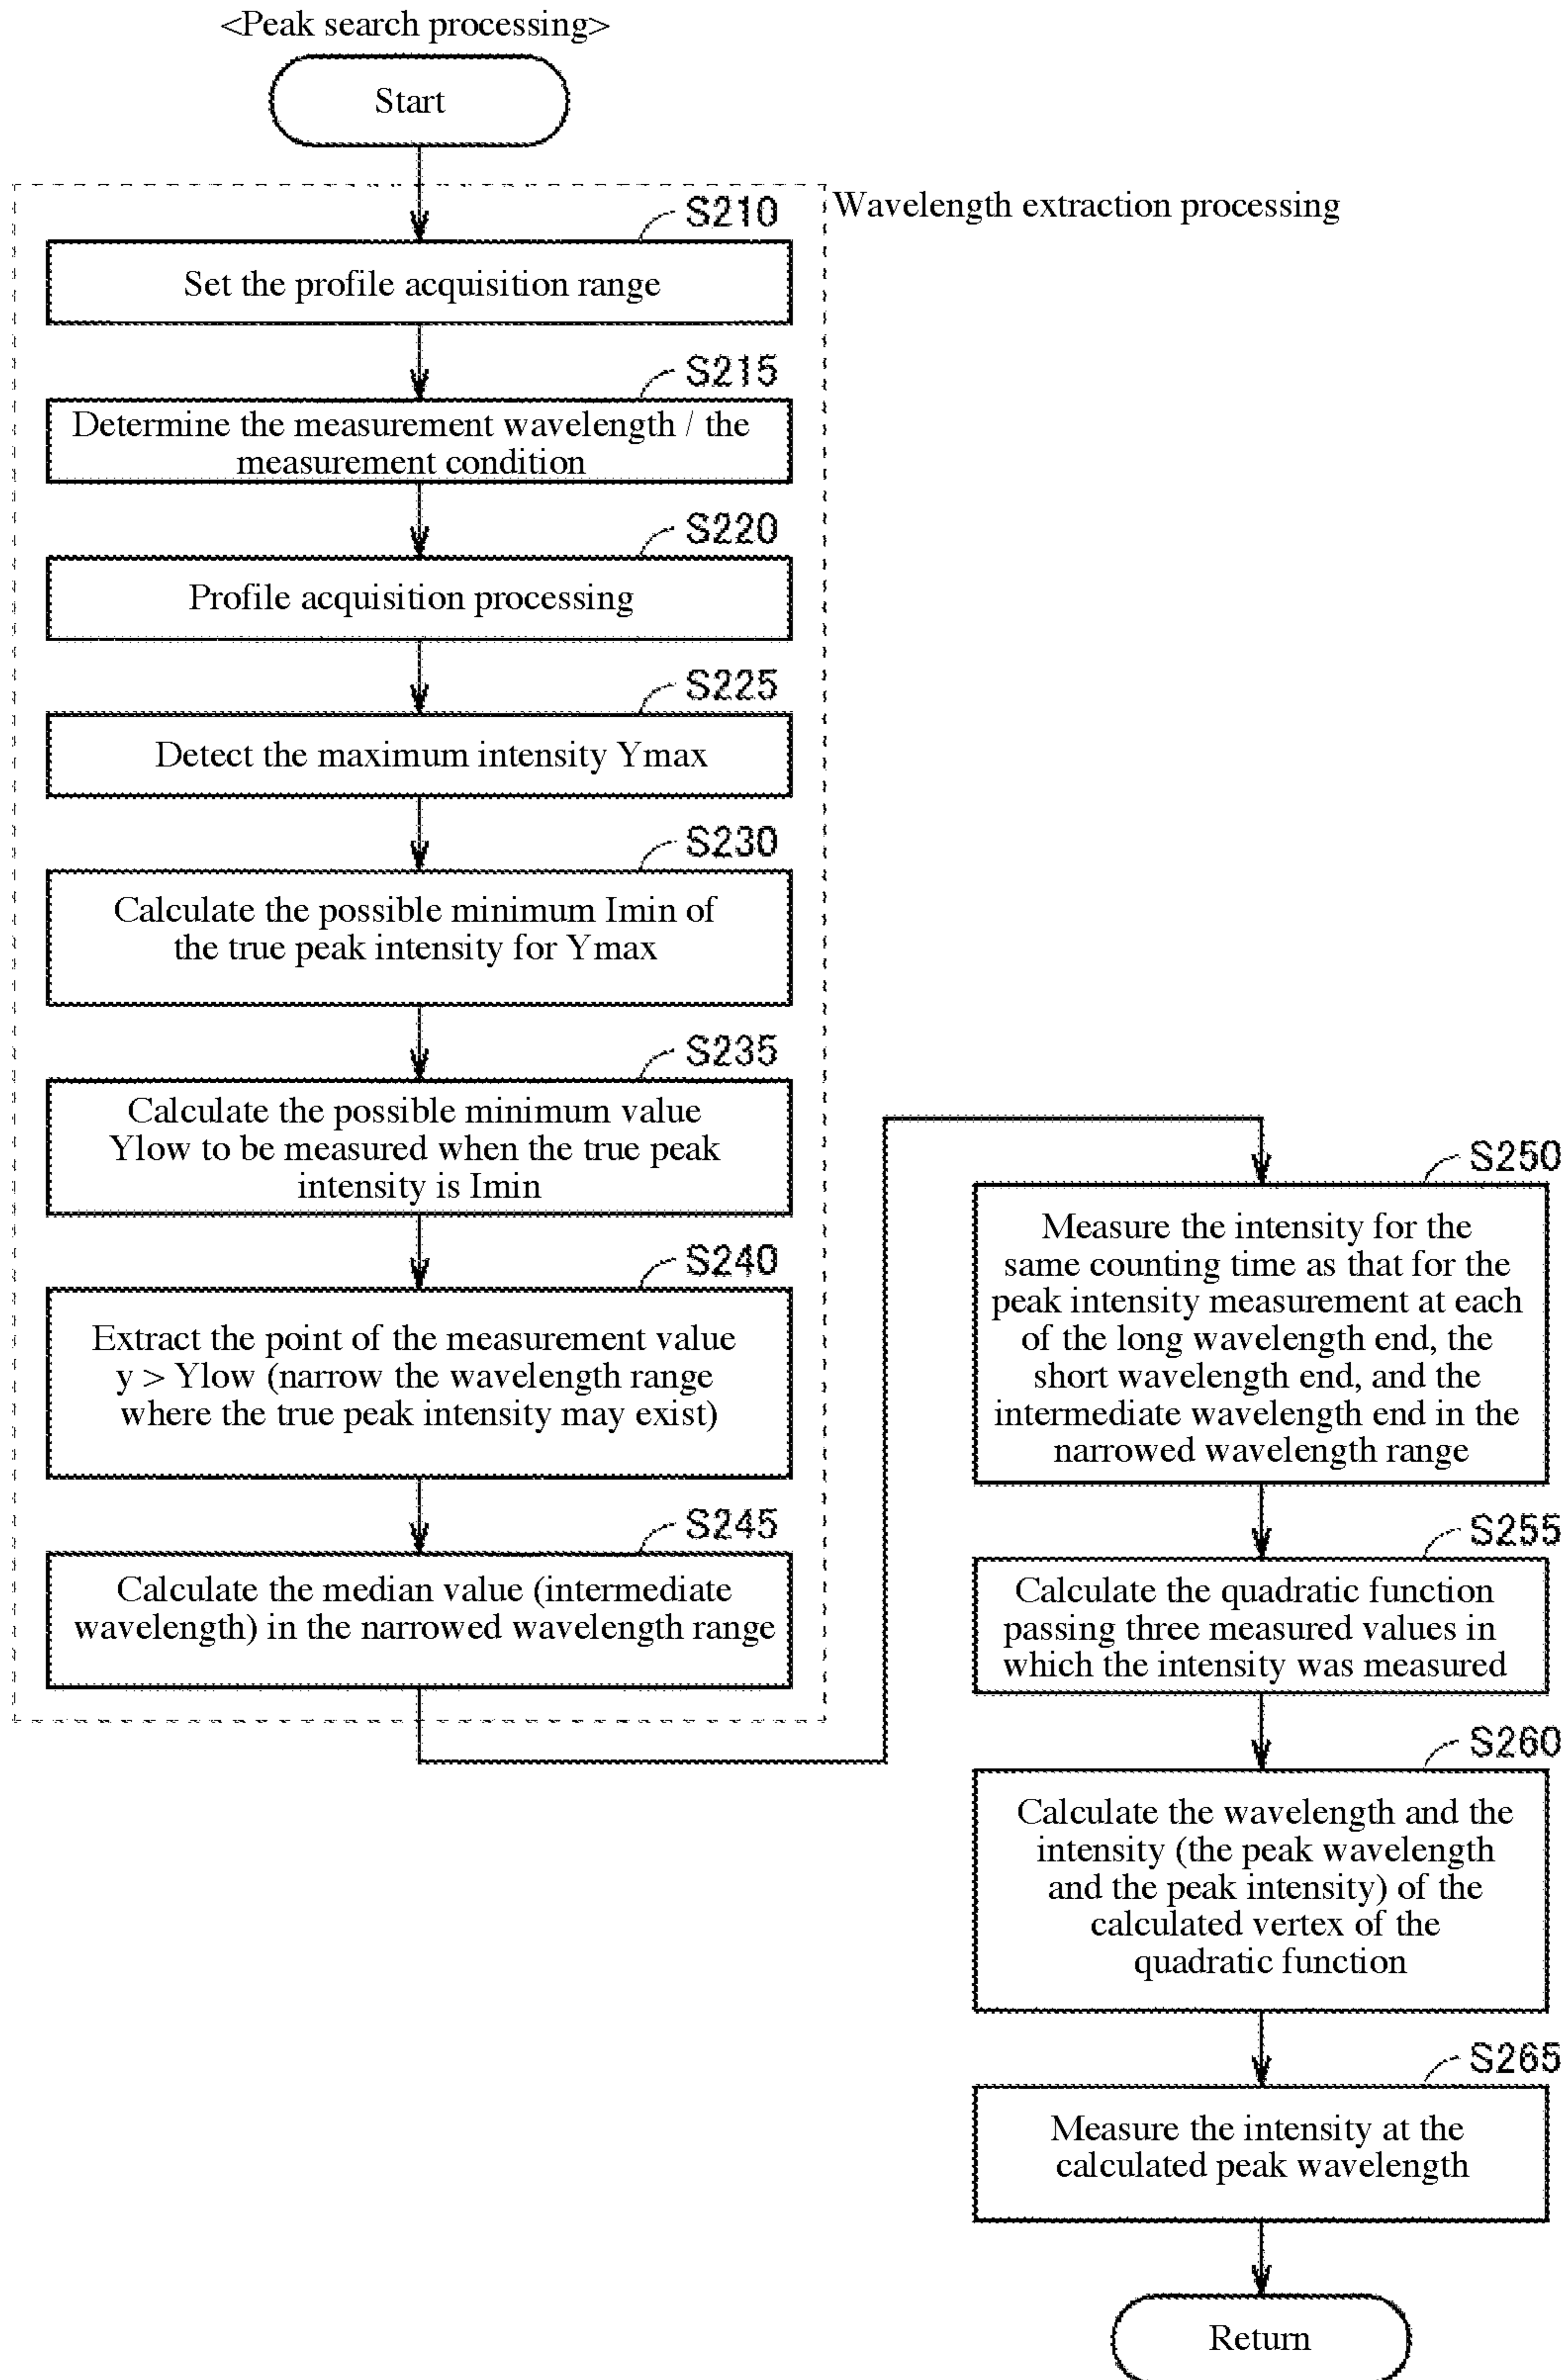 <Peak search processing>
Start
Wavelength extraction processing
S210
Set the profile acquisition range
S215
Determine the measurement wavelength / the
measurement condition
S220
Profile acquisition processing
S225
Detect the maximum intensity Ymax
S230
Calculate the possible minimum Imin of
the true peak intensity for Ymax
S235
Calculate the possible minimum value
Ylow to be measured when the true peak
intensity is Imin
S240
Extract the point of the measurement value
y > Ylow (narrow the wavelength range
where the true peak intensity may exist)
S245
Calculate the median value (intermediate
wavelength) in the narrowed wavelength range
S250
Measure the intensity for the
same counting time as that for the
peak intensity measurement at each
of the long wavelength end, the
short wavelength end, and the
intermediate wavelength end in the
narrowed wavelength range
S255
Calculate the quadratic function
passing three measured values in
which the intensity was measured
S260
Calculate the wavelength and the
intensity (the peak wavelength
and the peak intensity) of the
calculated vertex of the
quadratic function
S265
Measure the intensity at the
calculated peak wavelength
Return